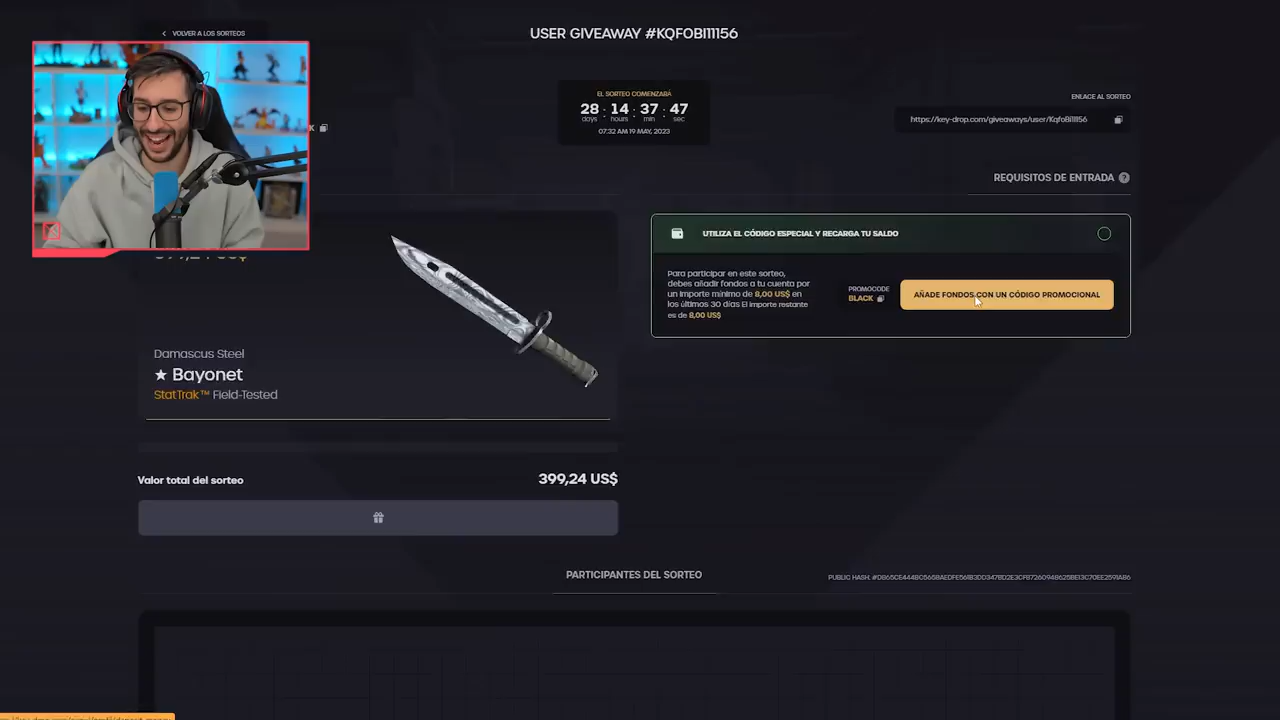 VOLVER A LOS SORTEOS
USER GIVEAWAY #KQFOBI11156
EL SORTEO COMENZARÁ
28 : 14 : 37 : 47
days hours min sec
07:32 AM 19 MAY, 2023
ENLACE AL SORTEO
https://key-drop.com/giveaways/user/KqfoBI11156
K
REQUISITOS DE ENTRADA ?
UTILIZA EL CÓDIGO ESPECIAL Y RECARGA TU SALDO
Para participar en este sorteo,
debes añadir fondos a tu cuenta por
un importe mínimo de 8,00 US$ en
los últimos 30 días El importe restante
es de 8,00 US$
PROMOCODE
BLACK
AÑADE FONDOS CON UN CÓDIGO PROMOCIONAL
399,24 US$
Damascus Steel
★ Bayonet
StatTrak™ Field-Tested
Valor total del sorteo
399,24 US$
PARTICIPANTES DEL SORTEO
PUBLIC HASH: